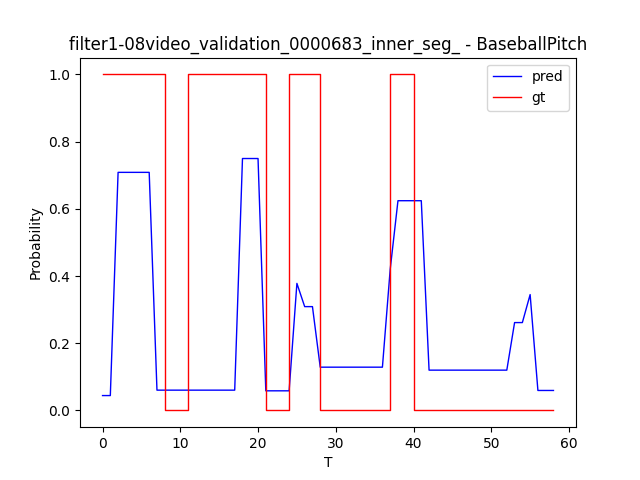 filter1-08video_validation_0000683_inner_seg_ - BaseballPitch
pred
gt
Probability
1.0
0.8
0.6
0.4
0.2
0.0
0 10 20 30 40 50 60
T